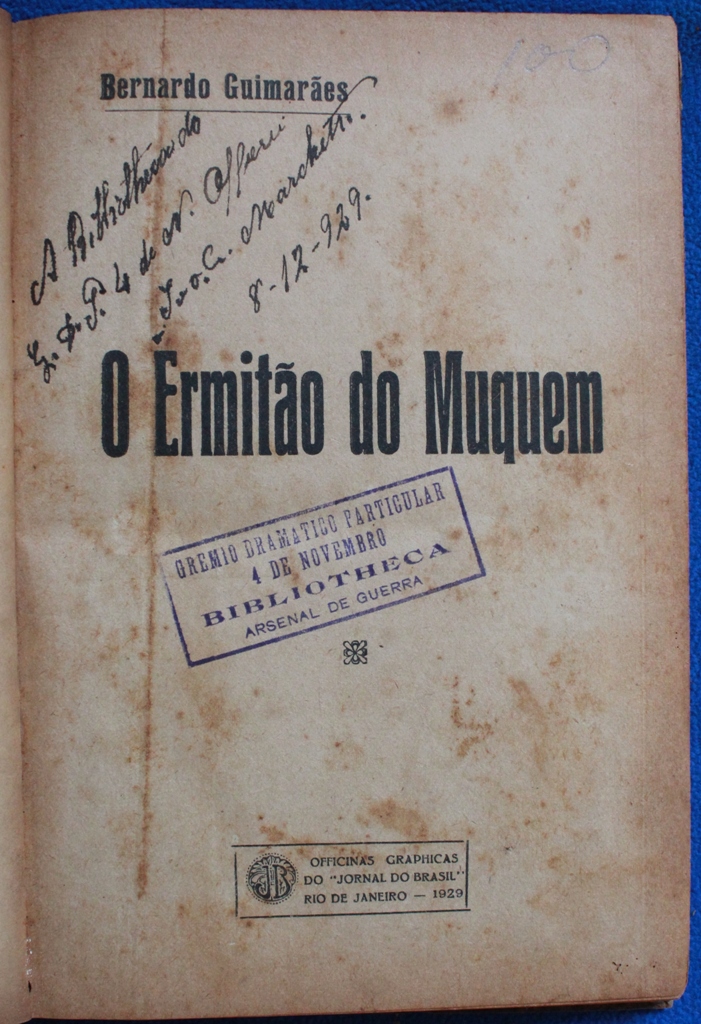 100
Bernardo Guimarães
A Bibliotheca do
G. D. P. 4 de N. Offerece
Marchetti.
8-12-929.
O Ermitão do Muquem
GREMIO DRAMATICO PARTICULAR
4 DE NOVEMBRO
BIBLIOTHECA
ARSENAL DE GUERRA
JB
OFFICINAS GRAPHICAS
DO "JORNAL DO BRASIL"
RIO DE JANEIRO — 1929